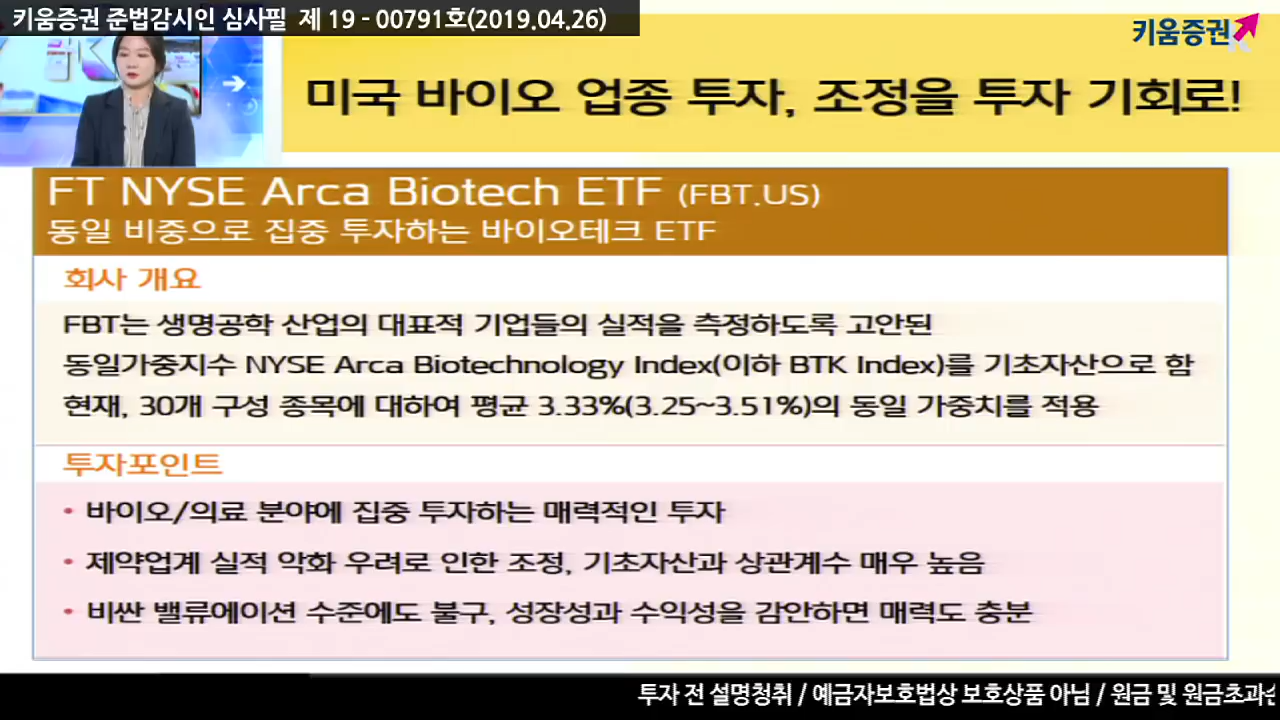 키움증권 준법감시인 심사필 제 19 - 00791호(2019.04.26)
키움증권
미국 바이오 업종 투자, 조정을 투자 기회로!
FT NYSE Arca Biotech ETF (FBT.US)
동일 비중으로 집중 투자하는 바이오테크 ETF
회사 개요
FBT는 생명공학 산업의 대표적 기업들의 실적을 측정하도록 고안된
동일가중지수 NYSE Arca Biotechnology Index(이하 BTK Index)를 기초자산으로 함
현재, 30개 구성 종목에 대하여 평균 3.33%(3.25~3.51%)의 동일 가중치를 적용
투자포인트
• 바이오/의료 분야에 집중 투자하는 매력적인 투자
• 제약업계 실적 악화 우려로 인한 조정, 기초자산과 상관계수 매우 높음
• 비싼 밸류에이션 수준에도 불구, 성장성과 수익성을 감안하면 매력도 충분
투자 전 설명청취 / 예금자보호법상 보호상품 아님 / 원금 및 원금초과